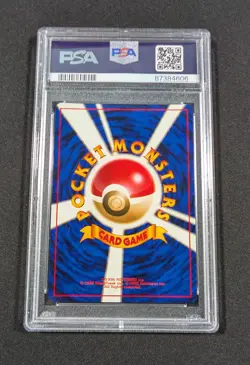 PSA
PSA
87384606
POCKET MONSTERS
CARD GAME